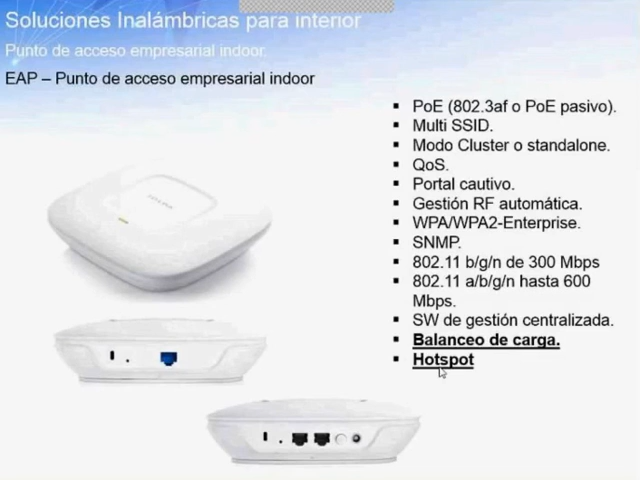 Soluciones Inalámbricas para interior
Punto de acceso empresarial indoor.
EAP – Punto de acceso empresarial indoor
PoE (802.3af o PoE pasivo).
Multi SSID.
Modo Cluster o standalone.
QoS.
Portal cautivo.
Gestión RF automática.
WPA/WPA2-Enterprise.
SNMP.
802.11 b/g/n de 300 Mbps
802.11 a/b/g/n hasta 600
Mbps.
SW de gestión centralizada.
Balanceo de carga.
Hotspot
TP-LINK